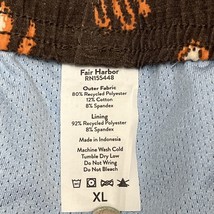 Fair Harbor
RN155448
Outer Fabric
80% Recycled Polyester
12% Cotton
8% Spandex
Lining
92% Recycled Polyester
8% Spandex
Made in Indonesia
Machine Wash Cold
Tumble Dry Low
Do Not Wring
Do Not Bleach
XL